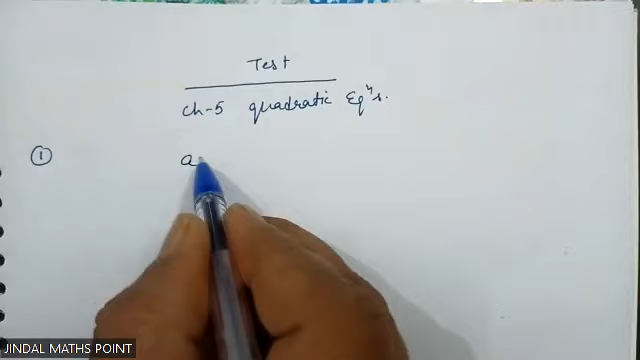 Test
Ch-5 quadratic Eqⁿs.
① a
JINDAL MATHS POINT